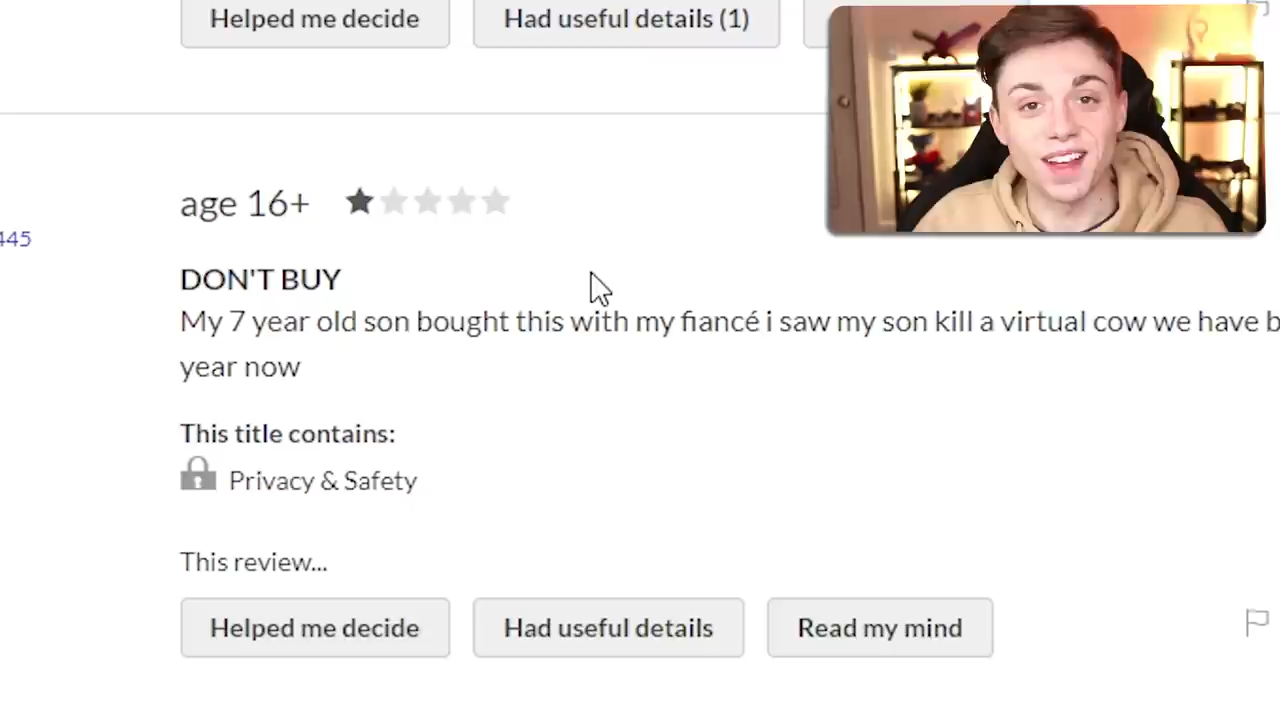 Helped me decide
Had useful details (1)
age 16+
445
DON'T BUY
My 7 year old son bought this with my fiancé i saw my son kill a virtual cow we have
year now
This title contains:
Privacy & Safety
This review...
Helped me decide
Had useful details
Read my mind